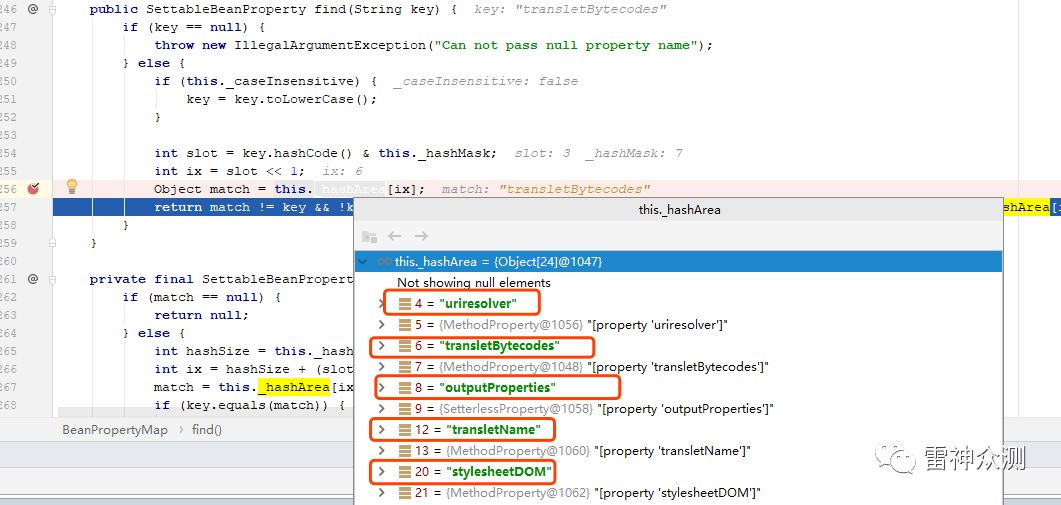 246 @ public SettableBeanProperty find(String key) { key: "transletBytecodes"
247 if (key == null) {
248 throw new IllegalArgumentException("Can not pass null property name");
249 } else {
250 if (this._caseInsensitive) { _caseInsensitive: false
251 key = key.toLowerCase();
252 }
253
254 int slot = key.hashCode() & this._hashMask; slot: 3 _hashMask: 7
255 int ix = slot << 1; ix: 6
256 Object match = this._hashArea[ix]; match: "transletBytecodes"
257 return match != key && !k
shArea[i
258 }
259 }
260
261 @ private final SettableBeanPropert
262 if (match == null) {
263 return null;
264 } else {
265 int hashSize = this._hash
266 int ix = hashSize + (slot
267 match = this._hashArea[ix
268 if (key.equals(match)) {
BeanPropertyMap › find()
this._hashArea
this._hashArea = {Object[24]@1047}
Not showing null elements
4 = "uriresolver"
5 = {MethodProperty@1056} "[property 'uriresolver']"
6 = "transletBytecodes"
7 = {MethodProperty@1048} "[property 'transletBytecodes']"
8 = "outputProperties"
9 = {SetterlessProperty@1058} "[property 'outputProperties']"
12 = "transletName"
13 = {MethodProperty@1060} "[property 'transletName']"
20 = "stylesheetDOM"
21 = {MethodProperty@1062} "[property 'stylesheetDOM']"
雷神众测